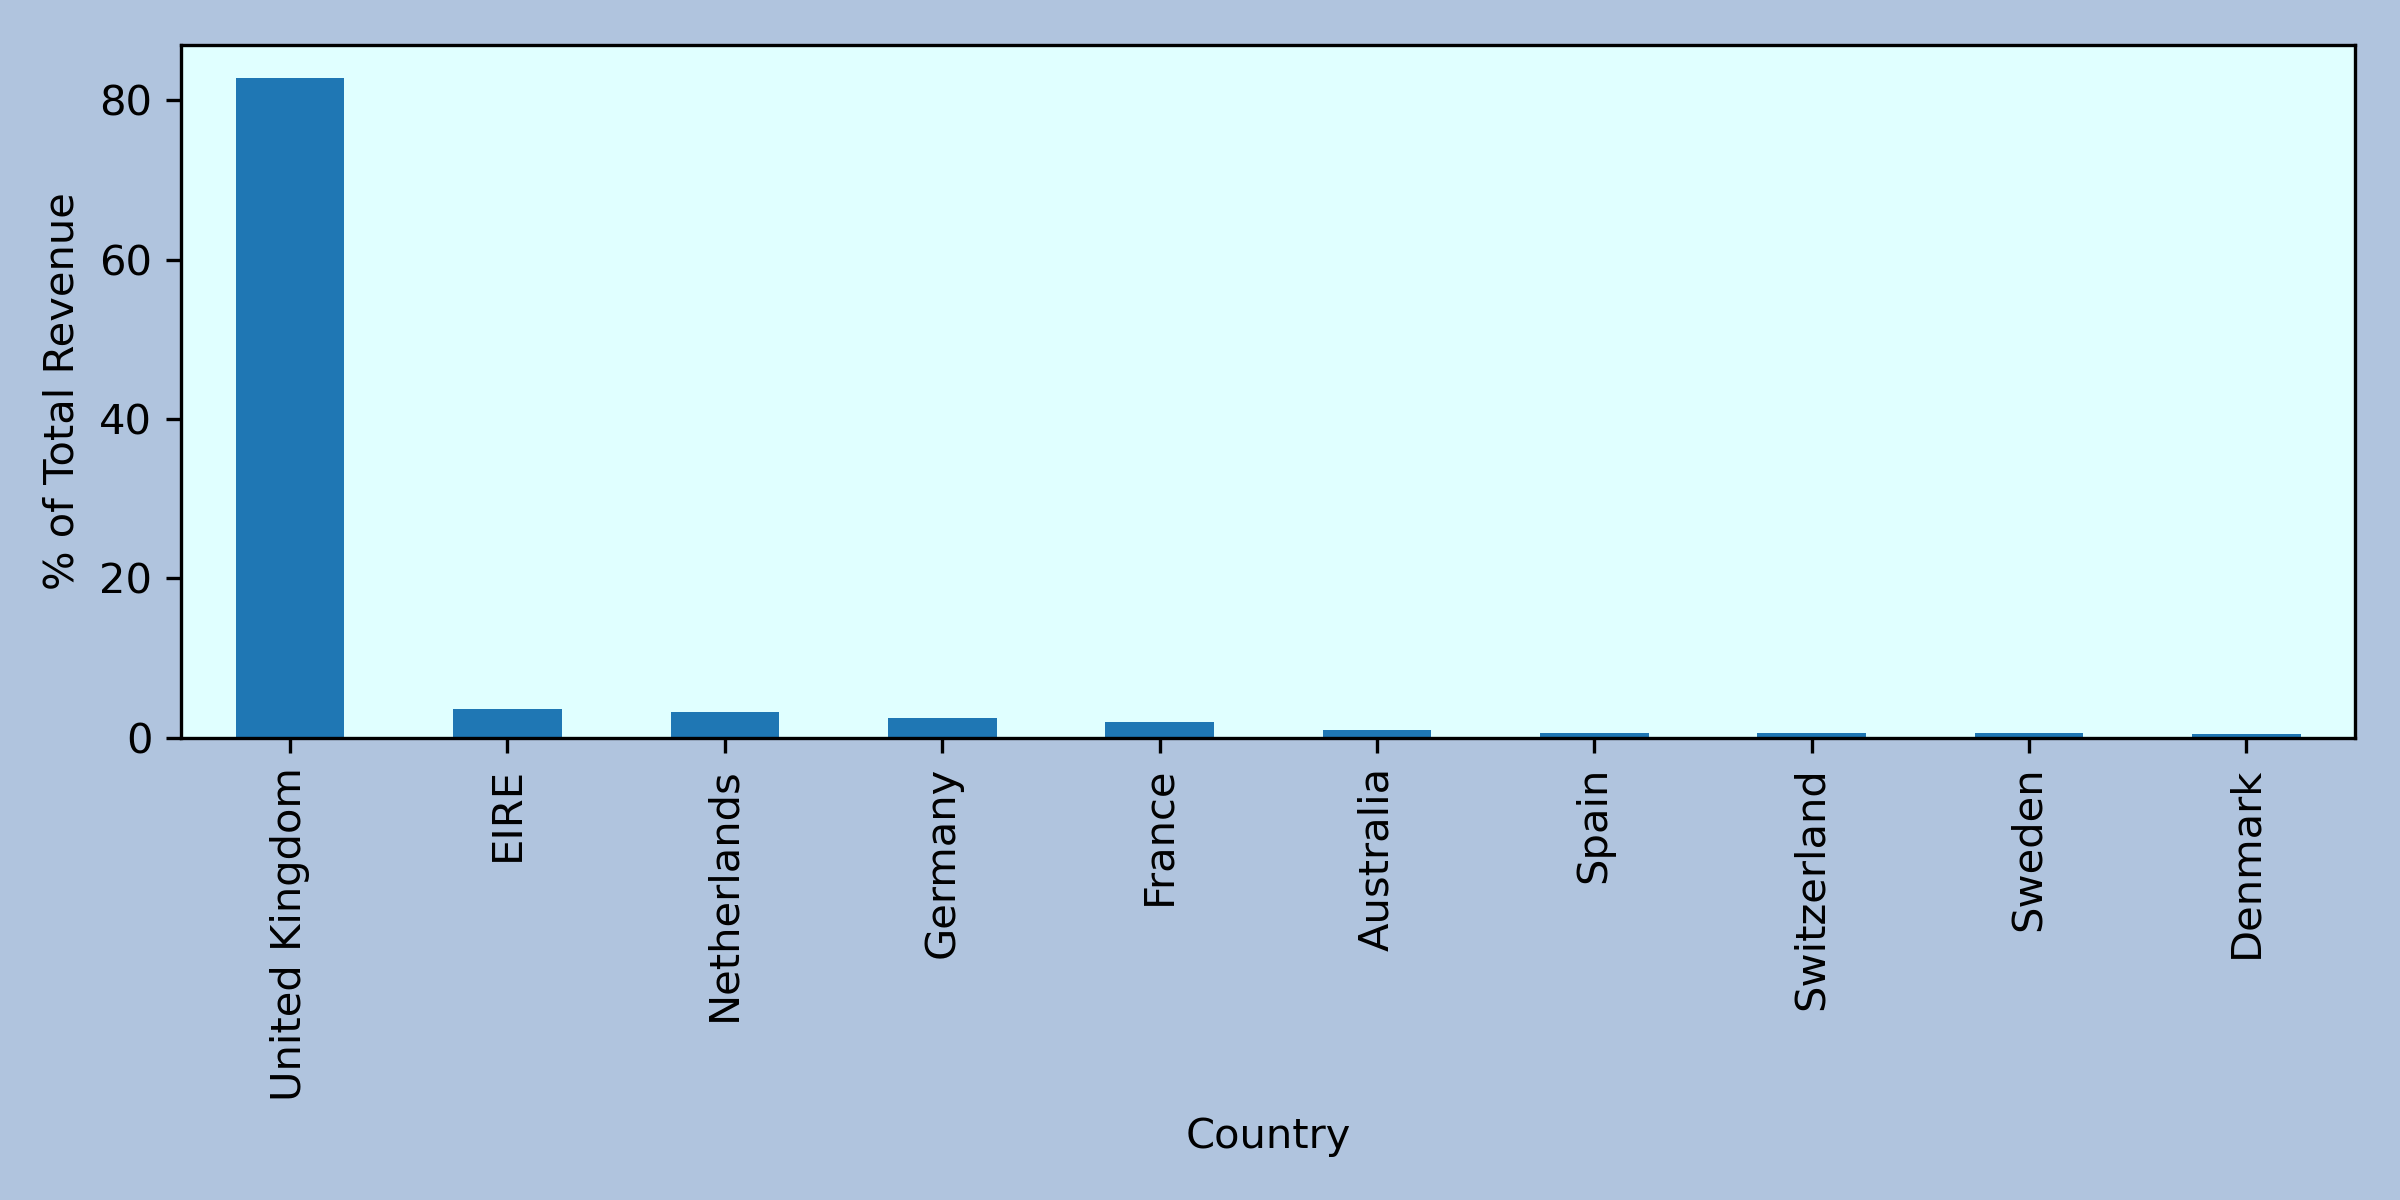 % of Total Revenue
80
60
40
20
0
United Kingdom
EIRE
Netherlands
Germany
France
Australia
Spain
Switzerland
Sweden
Denmark
Country